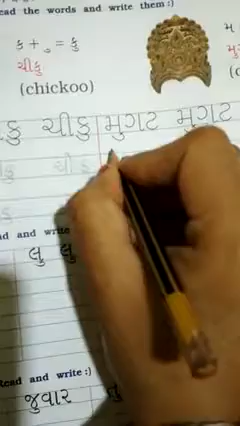 ead the words and write them :)
ક + ુ = કુ
મ
ચીકુ
(chickoo)
કુ ચીકુ મુગટ મુગટ
કુ ચીકુ
કુ
ad and write
લુ લુ
Read and write :)
જુવાર